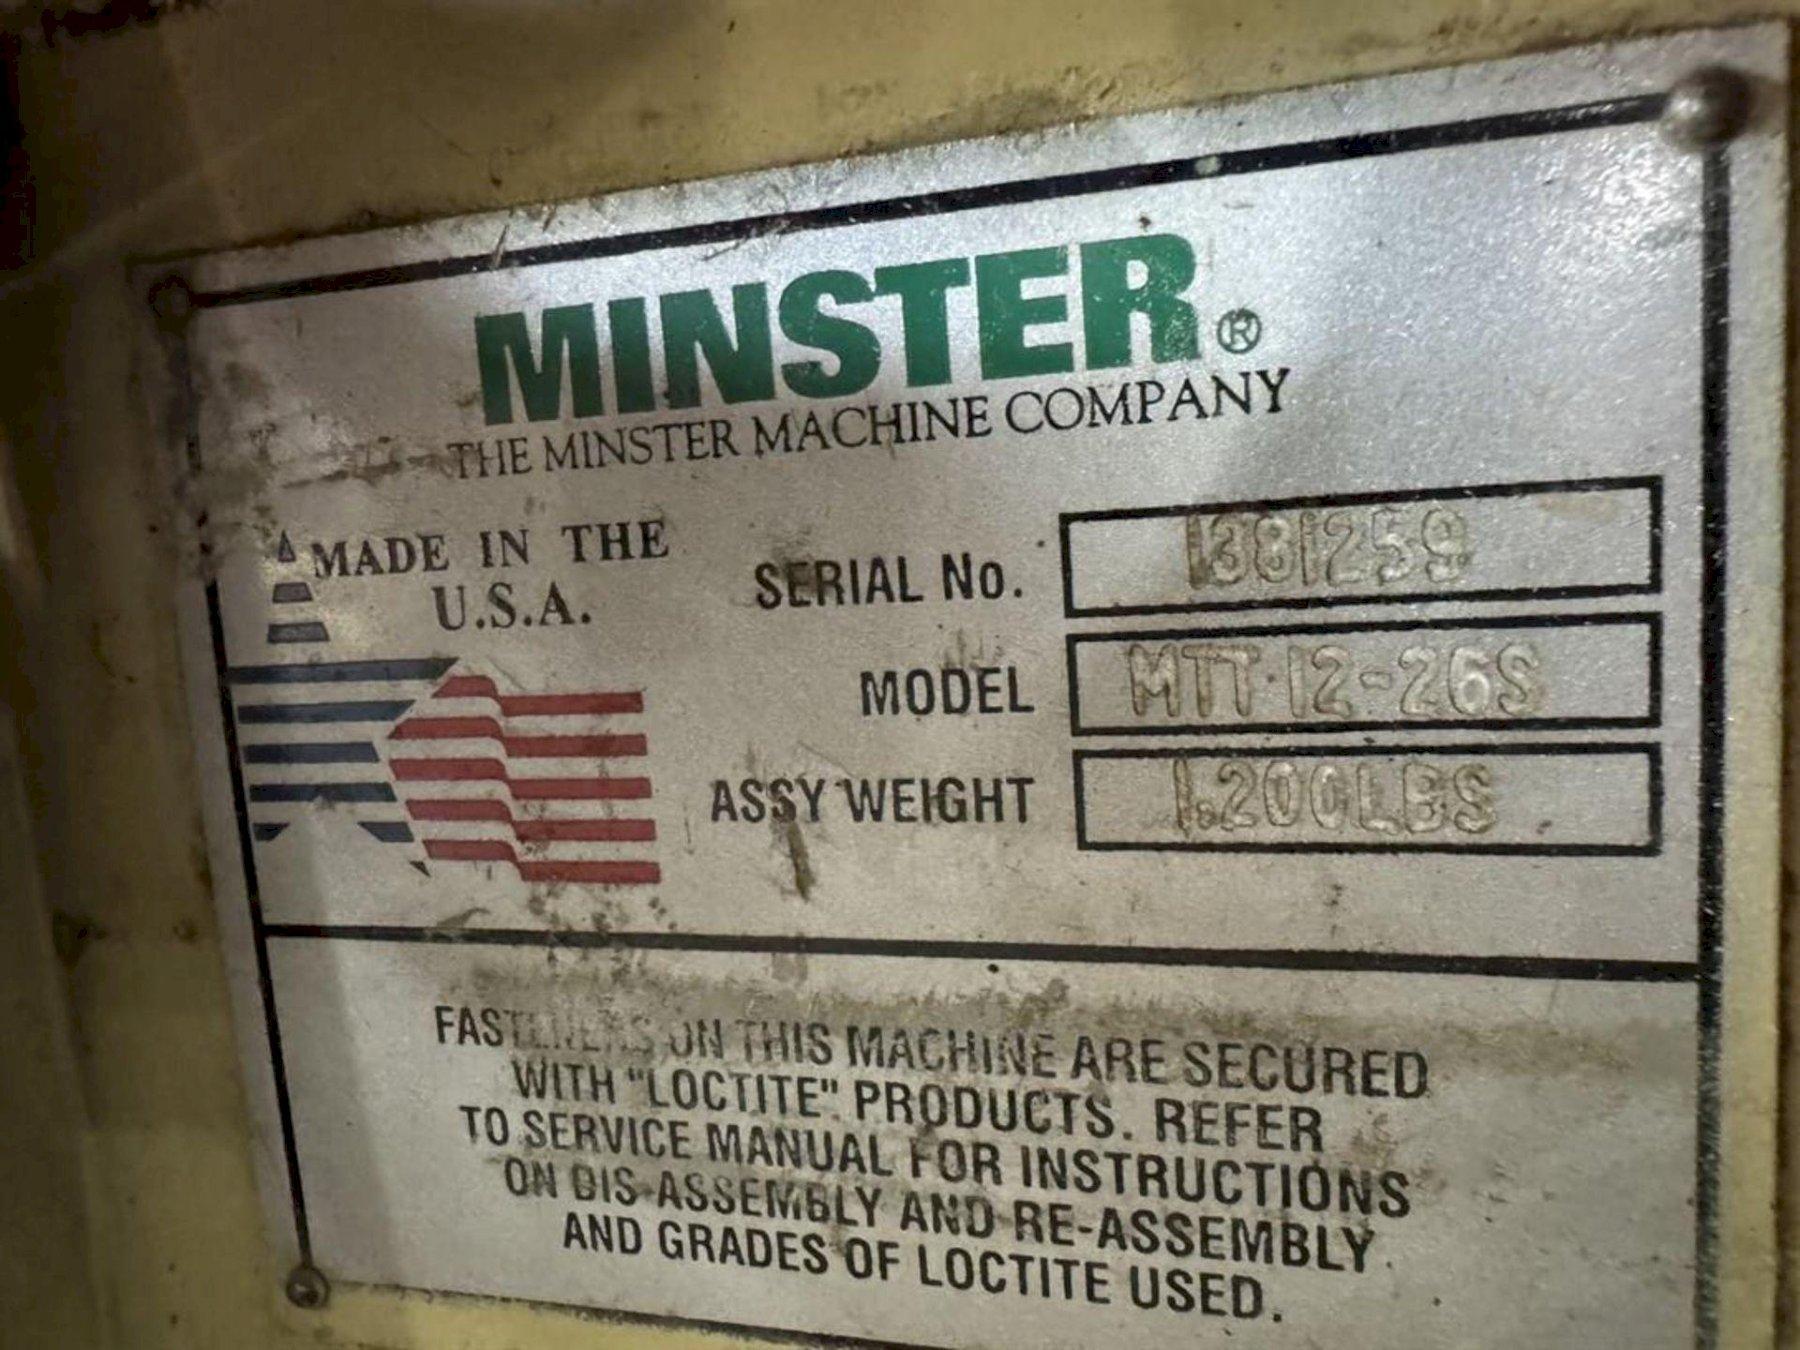 MINSTER®
THE MINSTER MACHINE COMPANY
MADE IN THE
U.S.A.
SERIAL No. 1381259
MODEL MTT-12-26S
ASSY WEIGHT 1,200LBS
FASTENERS ON THIS MACHINE ARE SECURED
WITH "LOCTITE" PRODUCTS. REFER
TO SERVICE MANUAL FOR INSTRUCTIONS
ON DIS-ASSEMBLY AND RE-ASSEMBLY
AND GRADES OF LOCTITE USED.